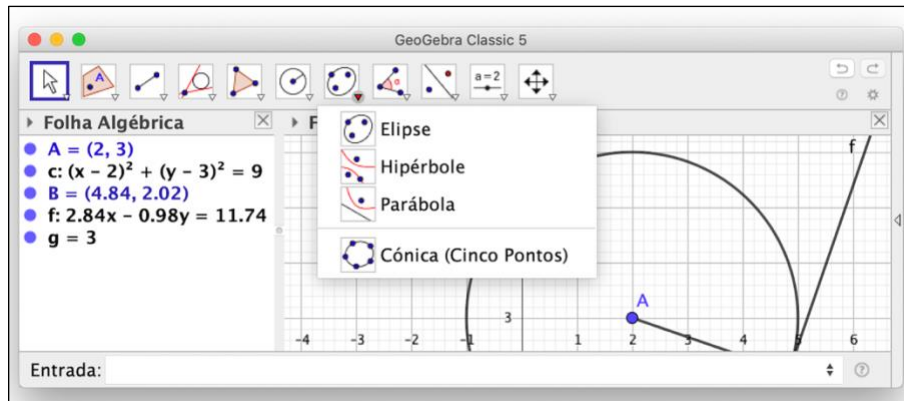 GeoGebra Classic 5
A
α
a=2
Folha Algébrica
F
A = (2, 3)
c: (x – 2)² + (y – 3)² = 9
B = (4.84, 2.02)
f: 2.84x – 0.98y = 11.74
g = 3
Elipse
Hipérbole
Parábola
Cónica (Cinco Pontos)
f
A
3
-4 -3 -2 -1 1 2 3 4 5 6
Entrada: